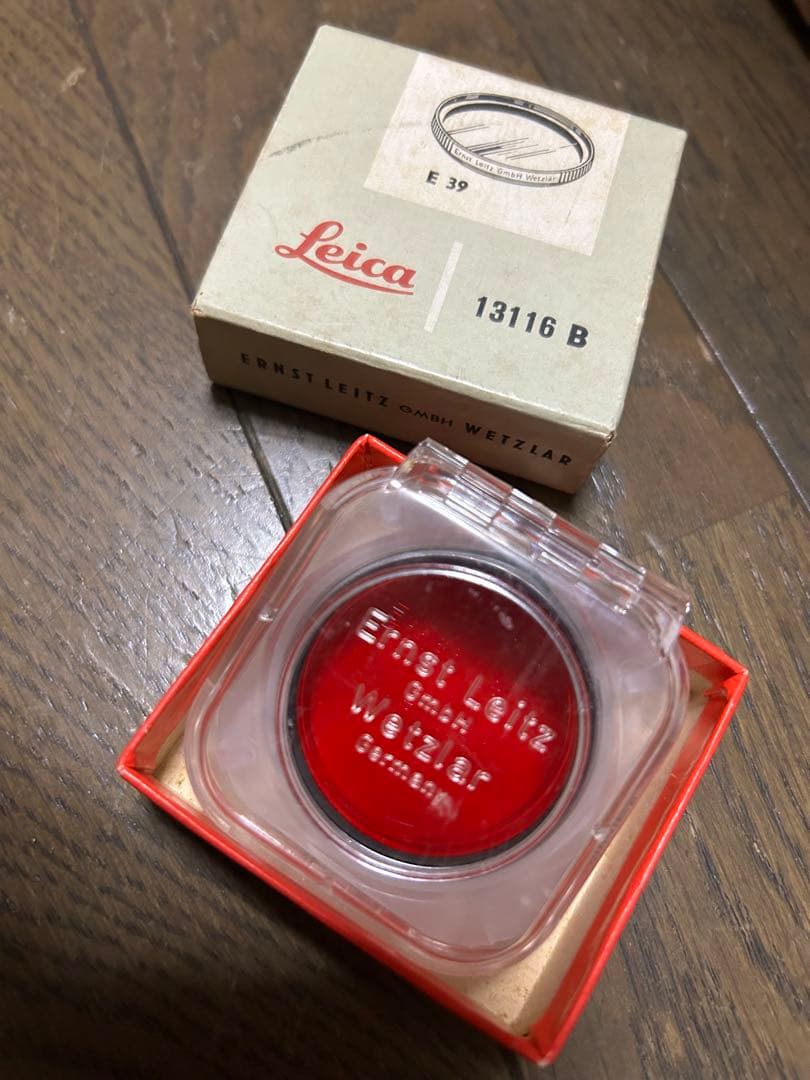 Ernst Leitz GmbH Wetzlar
E 39
Leica
13116 B
ERNST LEITZ GMBH WETZLAR
Ernst Leitz
GmbH
Wetzlar
Germany